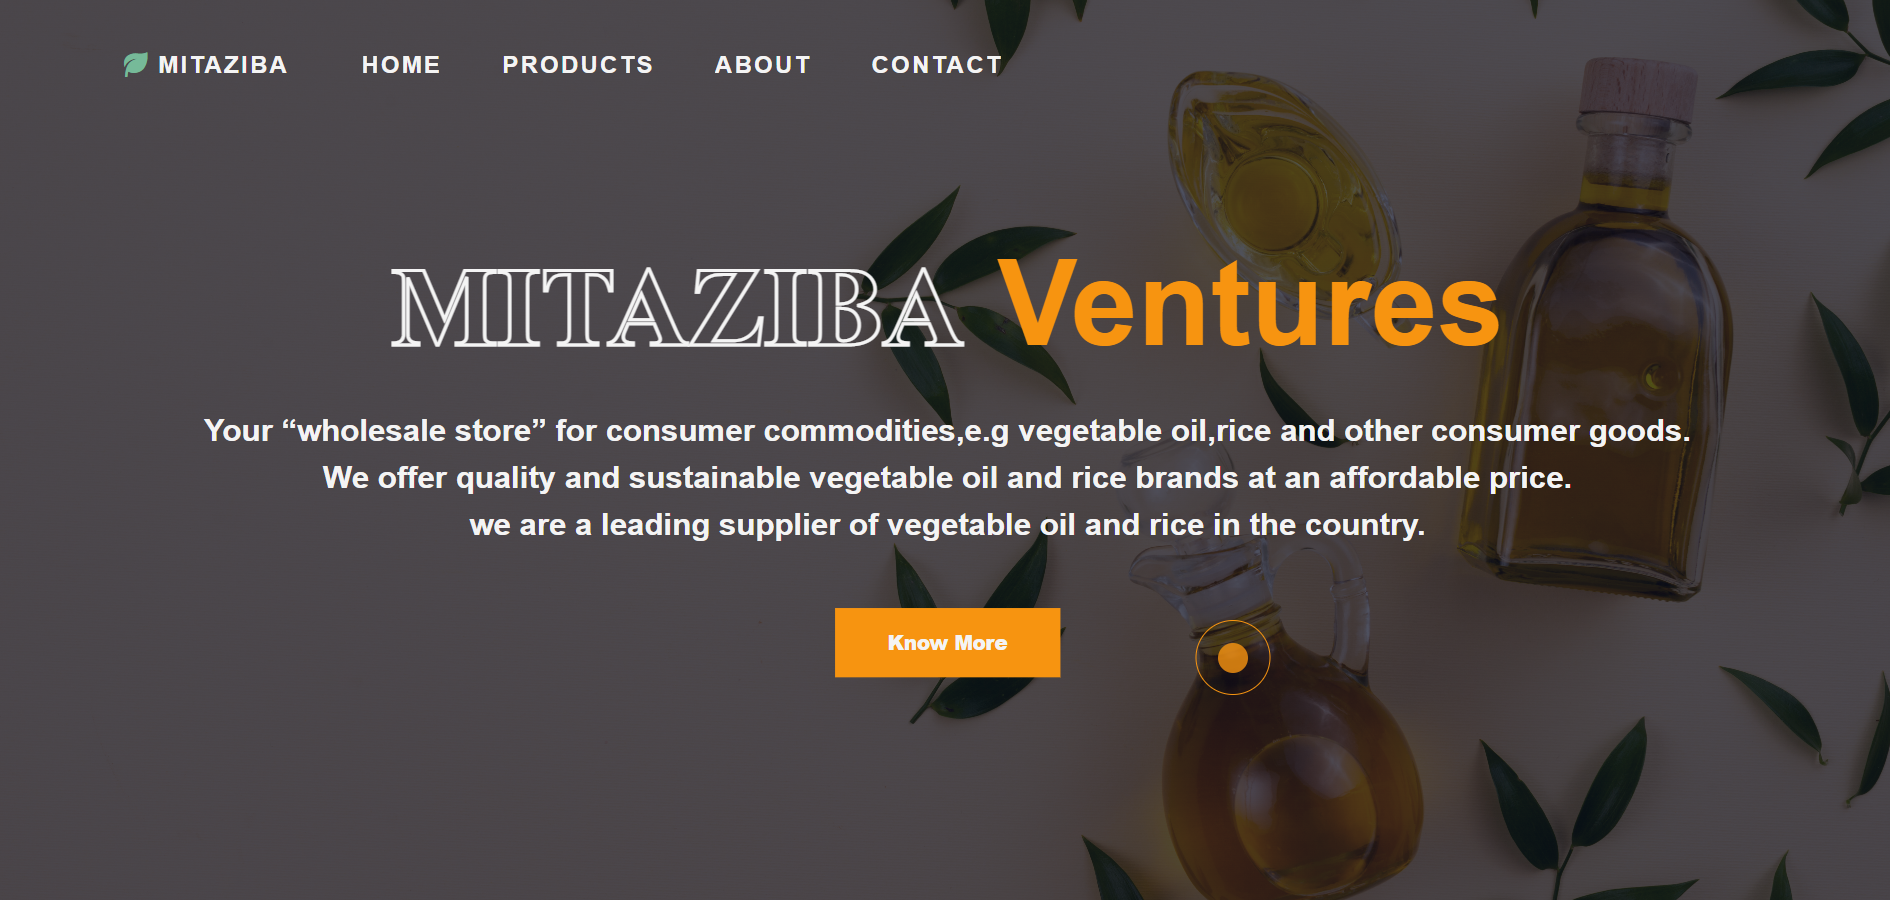 MITAZIBA HOME PRODUCTS ABOUT CONTACT
MITAZIBA Ventures
Your “wholesale store” for consumer commodities,e.g vegetable oil,rice and other consumer goods.
We offer quality and sustainable vegetable oil and rice brands at an affordable price.
we are a leading supplier of vegetable oil and rice in the country.
Know More